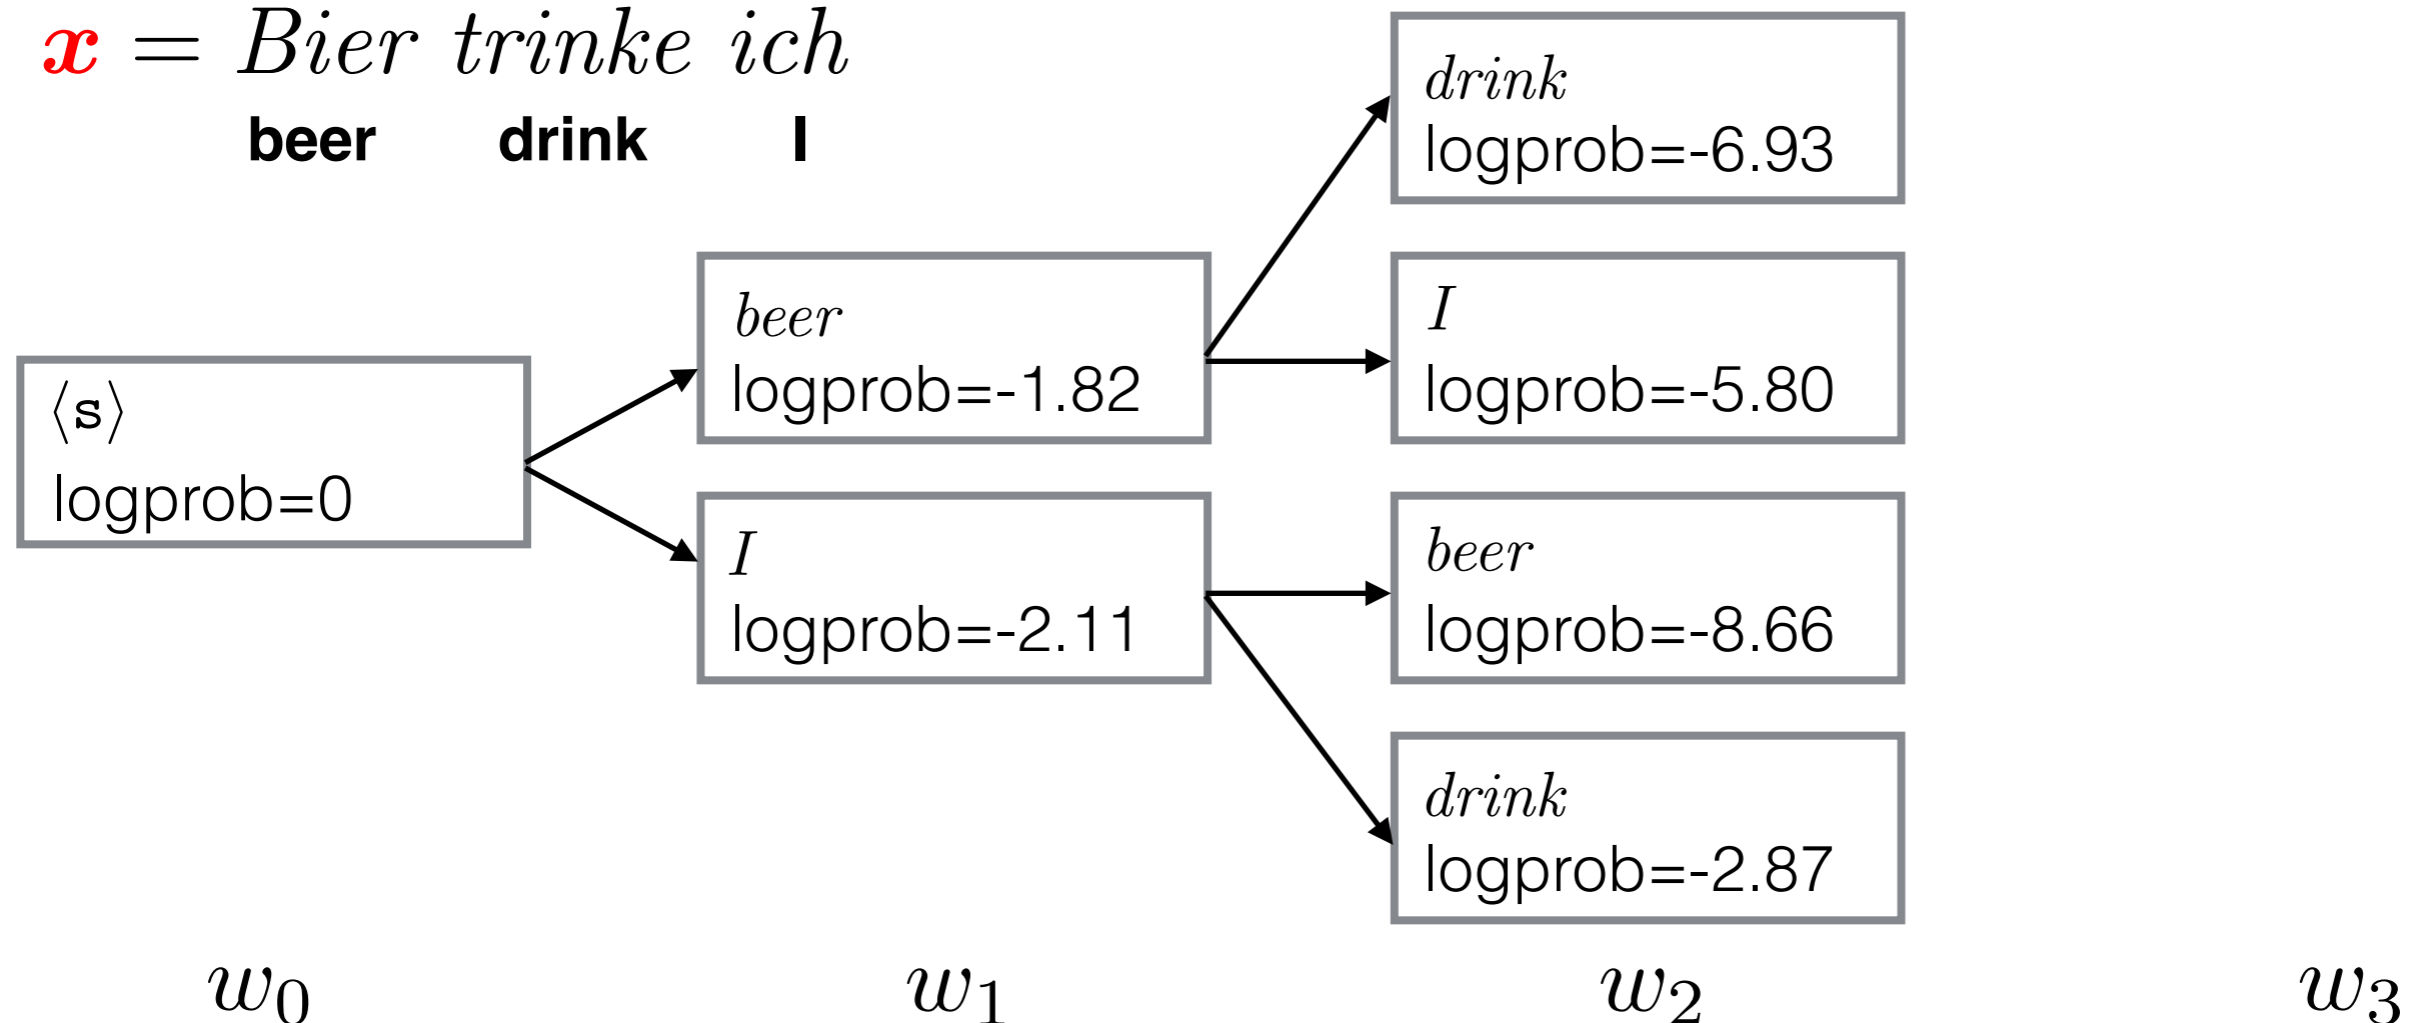 x = Bier trinke ich
beer drink I
⟨s⟩
logprob=0
beer
logprob=-1.82
I
logprob=-2.11
drink
logprob=-6.93
I
logprob=-5.80
beer
logprob=-8.66
drink
logprob=-2.87
w₀ w₁ w₂ w₃